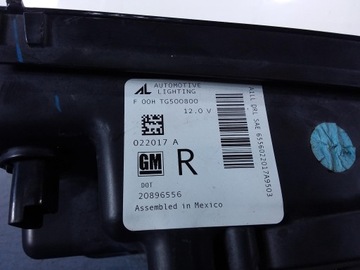 AL AUTOMOTIVE
LIGHTING
F 00H TG500800
12.0 V
022017 A
GM R
DOT
20896556
Assembled in Mexico